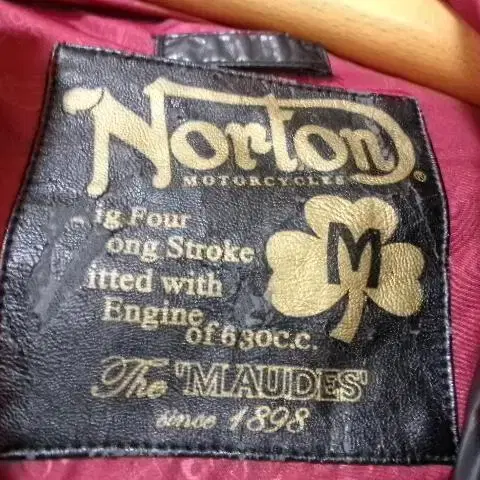 Norton®
MOTORCYCLES
ig Four
ong Stroke
itted with
Engine
of 630c.c.
M
The 'MAUDES'
since 1898